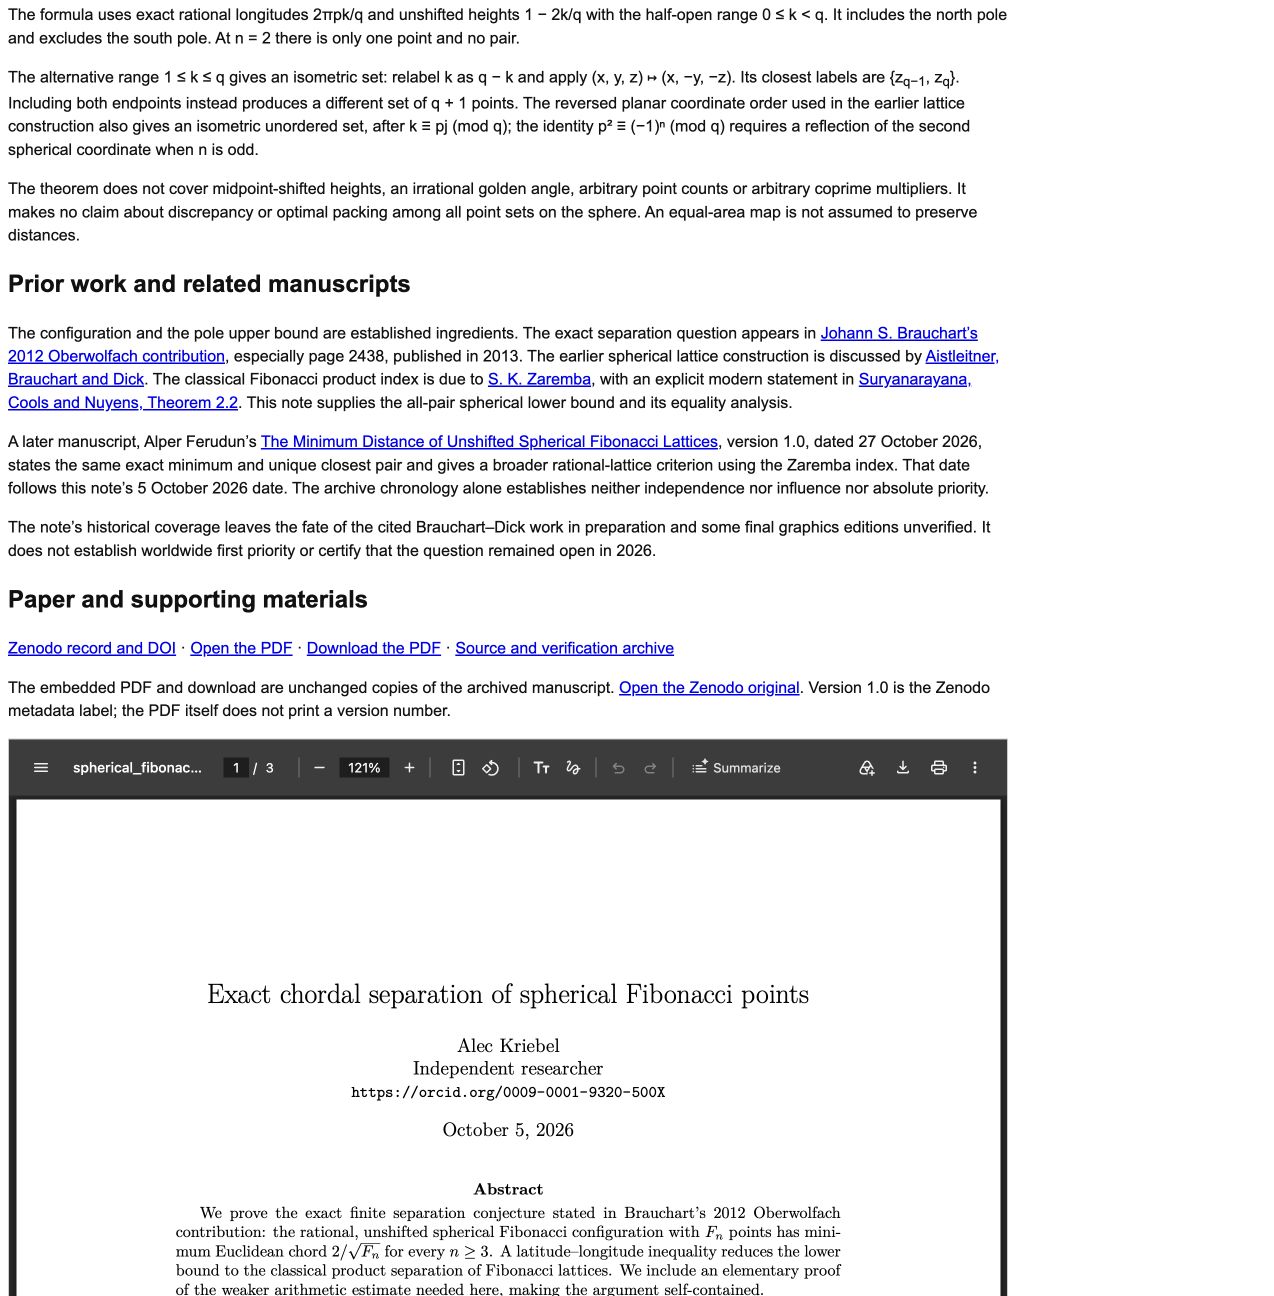 The formula uses exact rational longitudes 2πpk/q and unshifted heights 1 − 2k/q with the half-open range 0 ≤ k < q. It includes the north pole
and excludes the south pole. At n = 2 there is only one point and no pair.
The alternative range 1 ≤ k ≤ q gives an isometric set: relabel k as q − k and apply (x, y, z) ↦ (x, −y, −z). Its closest labels are {z_{q−1}, z_q}.
Including both endpoints instead produces a different set of q + 1 points. The reversed planar coordinate order used in the earlier lattice
construction also gives an isometric unordered set, after k ≡ pj (mod q); the identity p² ≡ (−1)ⁿ (mod q) requires a reflection of the second
spherical coordinate when n is odd.
The theorem does not cover midpoint-shifted heights, an irrational golden angle, arbitrary point counts or arbitrary coprime multipliers. It
makes no claim about discrepancy or optimal packing among all point sets on the sphere. An equal-area map is not assumed to preserve
distances.
Prior work and related manuscripts
The configuration and the pole upper bound are established ingredients. The exact separation question appears in Johann S. Brauchart’s
2012 Oberwolfach contribution, especially page 2438, published in 2013. The earlier spherical lattice construction is discussed by Aistleitner,
Brauchart and Dick. The classical Fibonacci product index is due to S. K. Zaremba, with an explicit modern statement in Suryanarayana,
Cools and Nuyens, Theorem 2.2. This note supplies the all-pair spherical lower bound and its equality analysis.
A later manuscript, Alper Ferudun’s The Minimum Distance of Unshifted Spherical Fibonacci Lattices, version 1.0, dated 27 October 2026,
states the same exact minimum and unique closest pair and gives a broader rational-lattice criterion using the Zaremba index. That date
follows this note’s 5 October 2026 date. The archive chronology alone establishes neither independence nor influence nor absolute priority.
The note’s historical coverage leaves the fate of the cited Brauchart–Dick work in preparation and some final graphics editions unverified. It
does not establish worldwide first priority or certify that the question remained open in 2026.
Paper and supporting materials
Zenodo record and DOI · Open the PDF · Download the PDF · Source and verification archive
The embedded PDF and download are unchanged copies of the archived manuscript. Open the Zenodo original. Version 1.0 is the Zenodo
metadata label; the PDF itself does not print a version number.
spherical_fibonac... 1 / 3 − 121% + Summarize
Exact chordal separation of spherical Fibonacci points
Alec Kriebel
Independent researcher
https://orcid.org/0009-0001-9320-500X
October 5, 2026
Abstract
We prove the exact finite separation conjecture stated in Brauchart’s 2012 Oberwolfach
contribution: the rational, unshifted spherical Fibonacci configuration with F_n points has mini-
mum Euclidean chord 2/√F_n for every n ≥ 3. A latitude–longitude inequality reduces the lower
bound to the classical product separation of Fibonacci lattices. We include an elementary proof
of the weaker arithmetic estimate needed here, making the argument self-contained.